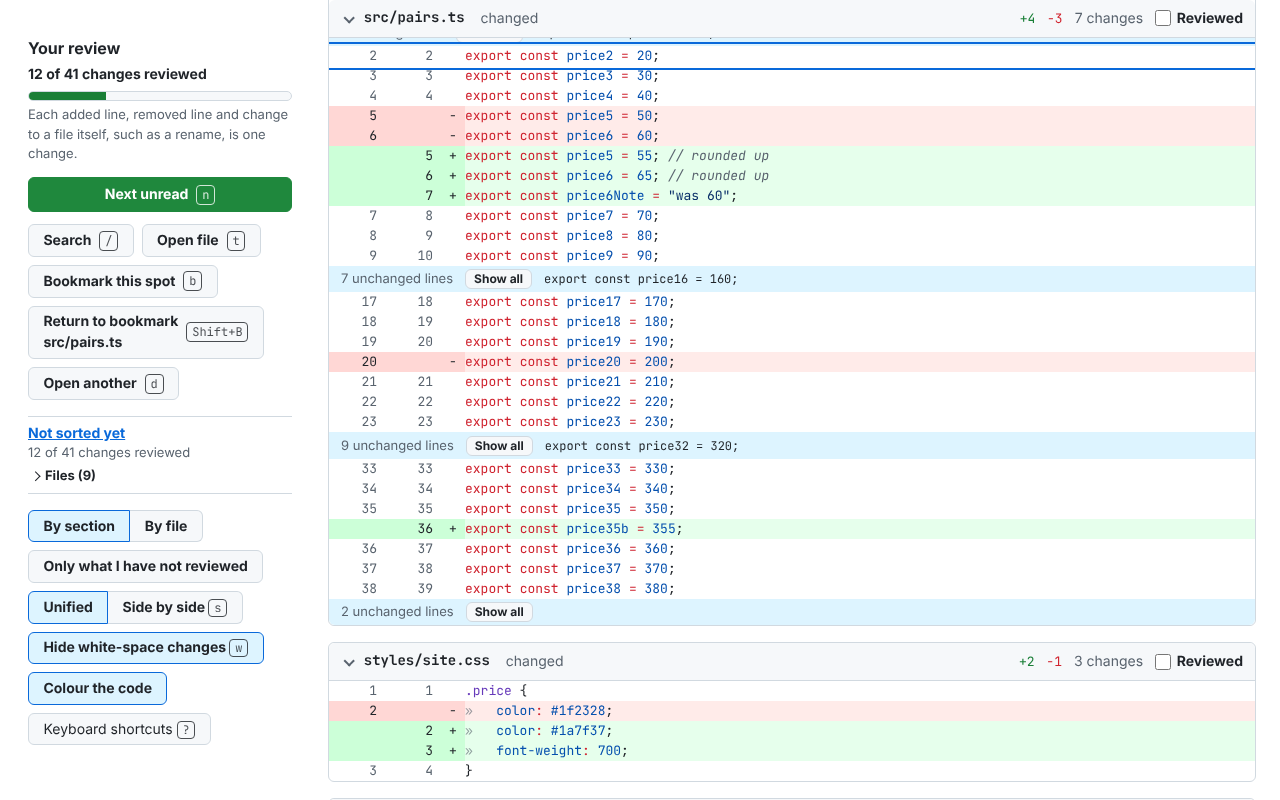 Your review
12 of 41 changes reviewed
Each added line, removed line and change
to a file itself, such as a rename, is one
change.
Next unread n
Search /
Open file t
Bookmark this spot b
Return to bookmark
src/pairs.ts Shift+B
Open another d
Not sorted yet
12 of 41 changes reviewed
Files (9)
By section By file
Only what I have not reviewed
Unified Side by side s
Hide white-space changes w
Colour the code
Keyboard shortcuts ?
src/pairs.ts changed +4 -3 7 changes Reviewed
2 2 export const price2 = 20;
3 3 export const price3 = 30;
4 4 export const price4 = 40;
5 - export const price5 = 50;
6 - export const price6 = 60;
5 + export const price5 = 55; // rounded up
6 + export const price6 = 65; // rounded up
7 + export const price6Note = "was 60";
7 8 export const price7 = 70;
8 9 export const price8 = 80;
9 10 export const price9 = 90;
7 unchanged lines Show all export const price16 = 160;
17 18 export const price17 = 170;
18 19 export const price18 = 180;
19 20 export const price19 = 190;
20 - export const price20 = 200;
21 21 export const price21 = 210;
22 22 export const price22 = 220;
23 23 export const price23 = 230;
9 unchanged lines Show all export const price32 = 320;
33 33 export const price33 = 330;
34 34 export const price34 = 340;
35 35 export const price35 = 350;
36 + export const price35b = 355;
36 37 export const price36 = 360;
37 38 export const price37 = 370;
38 39 export const price38 = 380;
2 unchanged lines Show all
styles/site.css changed +2 -1 3 changes Reviewed
1 1 .price {
2 - » color: #1f2328;
2 + » color: #1a7f37;
3 + » font-weight: 700;
3 4 }